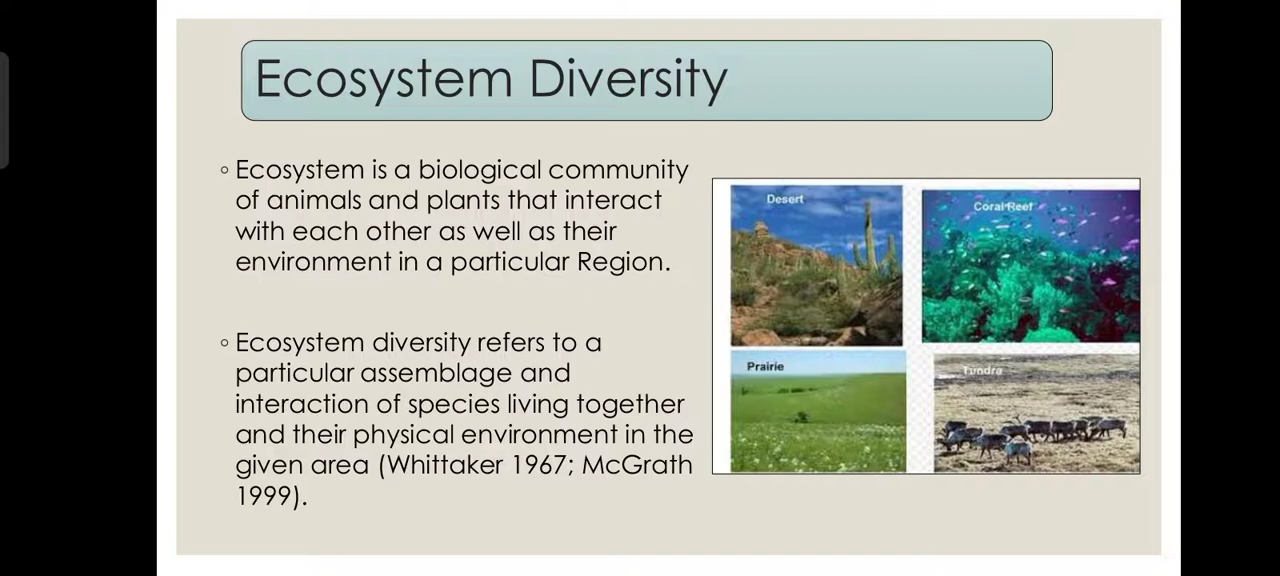 Ecosystem Diversity
◦ Ecosystem is a biological community
of animals and plants that interact
with each other as well as their
environment in a particular Region.
◦ Ecosystem diversity refers to a
particular assemblage and
interaction of species living together
and their physical environment in the
given area (Whittaker 1967; McGrath
1999).
Desert
Coral Reef
Prairie
Tundra